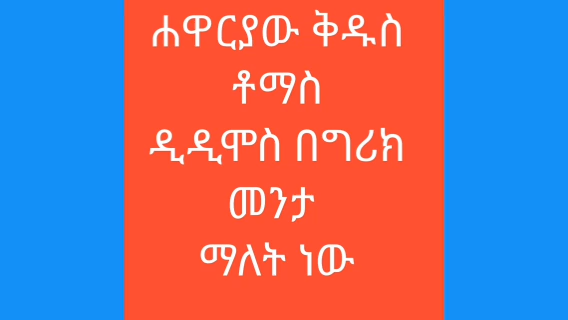 ሐዋርያው ቅዱስ
ቶማስ
ዲዲሞስ በግሪክ
መንታ
ማለት ነው